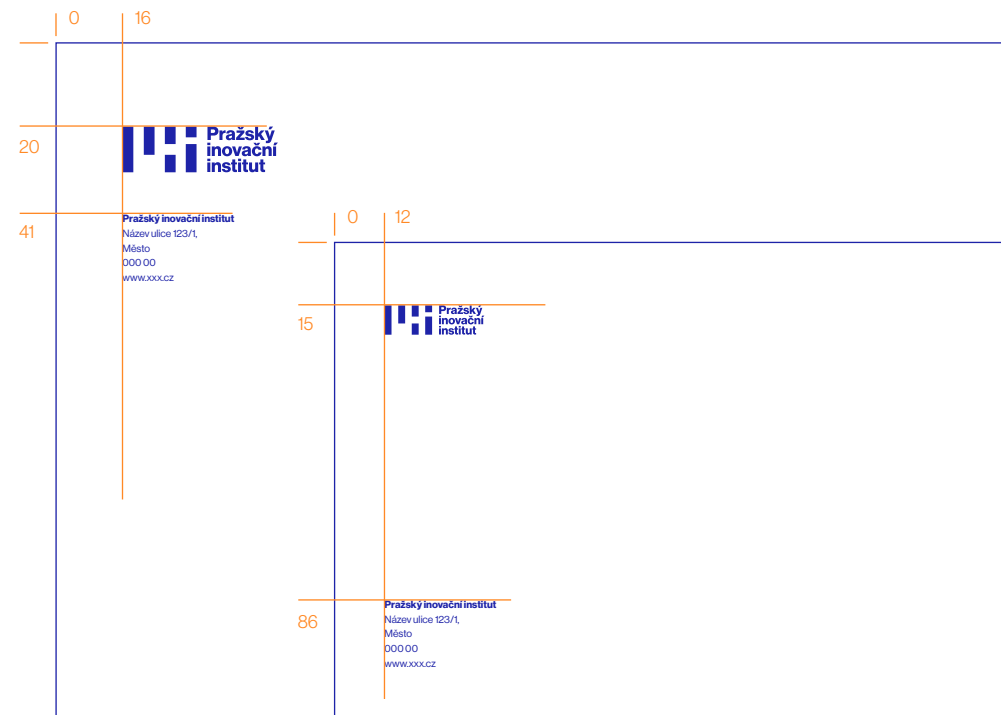 0
16
20
Pražský
inovační
institut
41
Pražský inovační institut
Název ulice 123/1,
Město
000 00
www.xxx.cz
0
12
15
Pražský
inovační
institut
86
Pražský inovační institut
Název ulice 123/1,
Město
000 00
www.xxx.cz